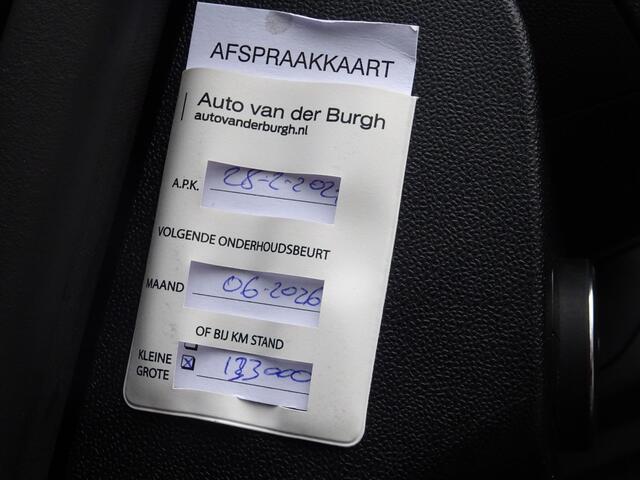 AFSPRAAKKAART
Auto van der Burgh
autovanderburgh.nl
A.P.K. 28-2-202
VOLGENDE ONDERHOUDSBEURT
MAAND 06-2026
OF BIJ KM STAND
KLEINE
GROTE 133000